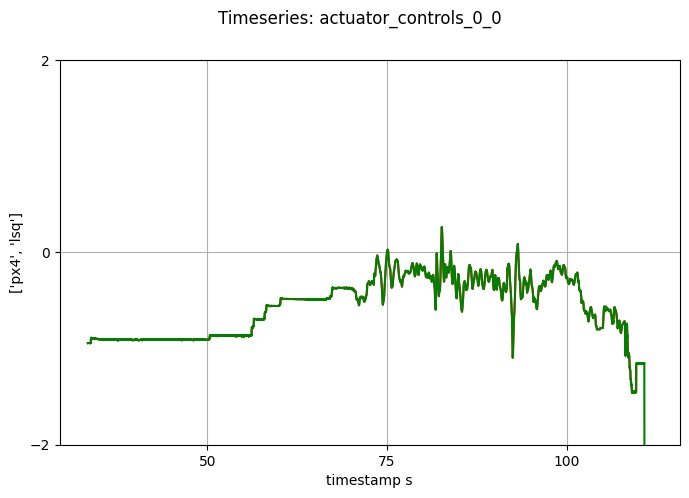 Timeseries: actuator_controls_0_0
2
0
−2
['px4', 'lsq']
50
75
100
timestamp s